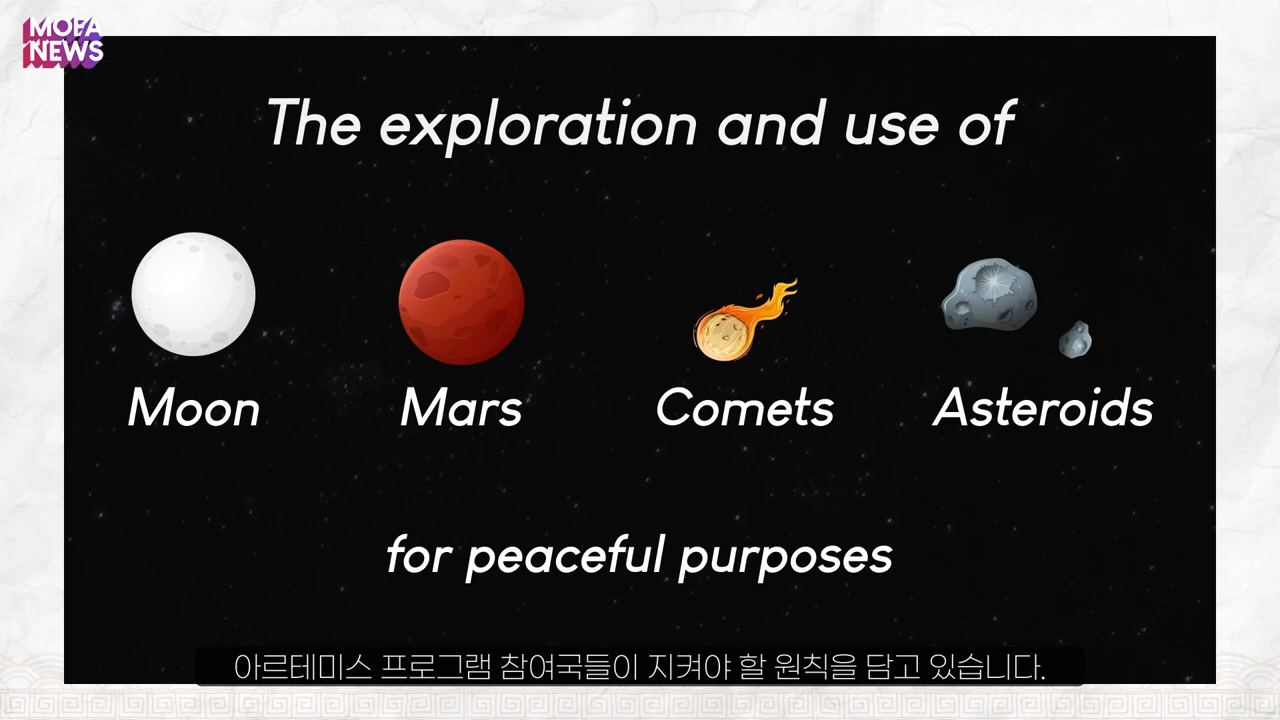 MOFA
NEWS
The exploration and use of
Moon Mars Comets Asteroids
for peaceful purposes
아르테미스 프로그램 참여국들이 지켜야 할 원칙을 담고 있습니다.